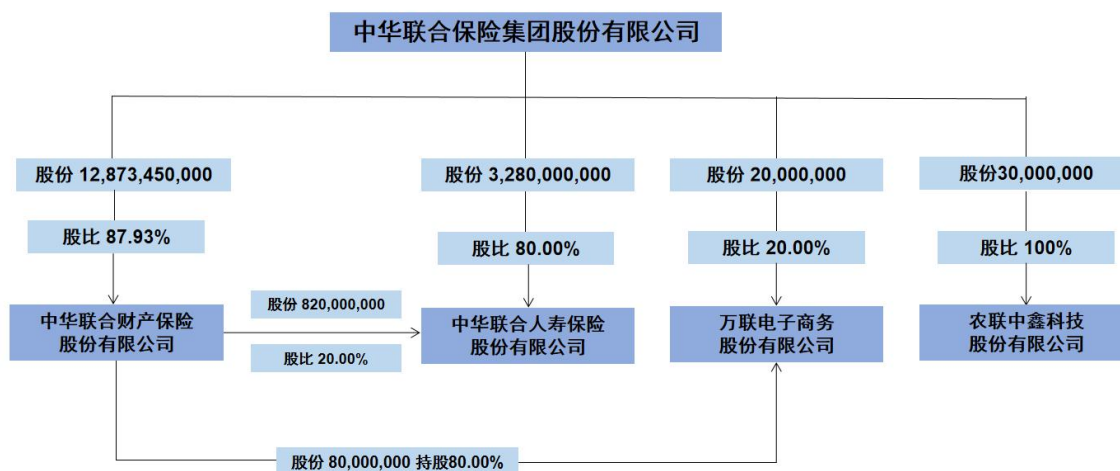 中华联合保险集团股份有限公司
股份 12,873,450,000
股份 3,280,000,000
股份 20,000,000
股份30,000,000
股比 87.93%
股比 80.00%
股比 20.00%
股比 100%
中华联合财产保险
股份有限公司
股份 820,000,000
股比 20.00%
中华联合人寿保险
股份有限公司
万联电子商务
股份有限公司
农联中鑫科技
股份有限公司
股份 80,000,000 持股80.00%